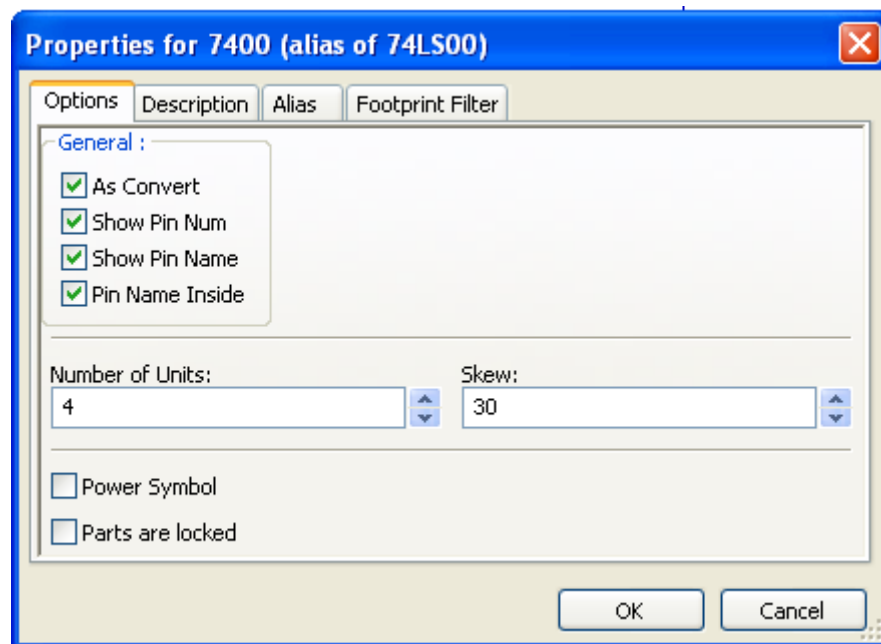 Properties for 7400 (alias of 74LS00)
Options Description Alias Footprint Filter
General :
As Convert
Show Pin Num
Show Pin Name
Pin Name Inside
Number of Units: Skew:
4 30
Power Symbol
Parts are locked
OK Cancel